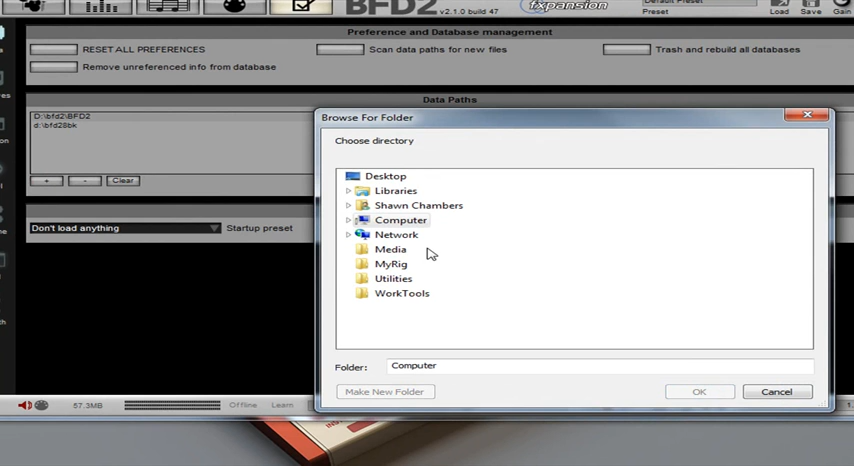 BFD2 v2.1.0 build 47
fxpansion
Default Preset
Preset
Load Save Gain
Preference and Database management
RESET ALL PREFERENCES
Scan data paths for new files
Trash and rebuild all databases
Remove unreferenced info from database
Data Paths
D:\bfd2\BFD2
d:\bfd28bk
+ - Clear
Don't load anything
Startup preset
57.3MB
Offline
Learn
Browse For Folder
Choose directory
Desktop
Libraries
Shawn Chambers
Computer
Network
Media
MyRig
Utilities
WorkTools
Folder: Computer
Make New Folder
OK
Cancel